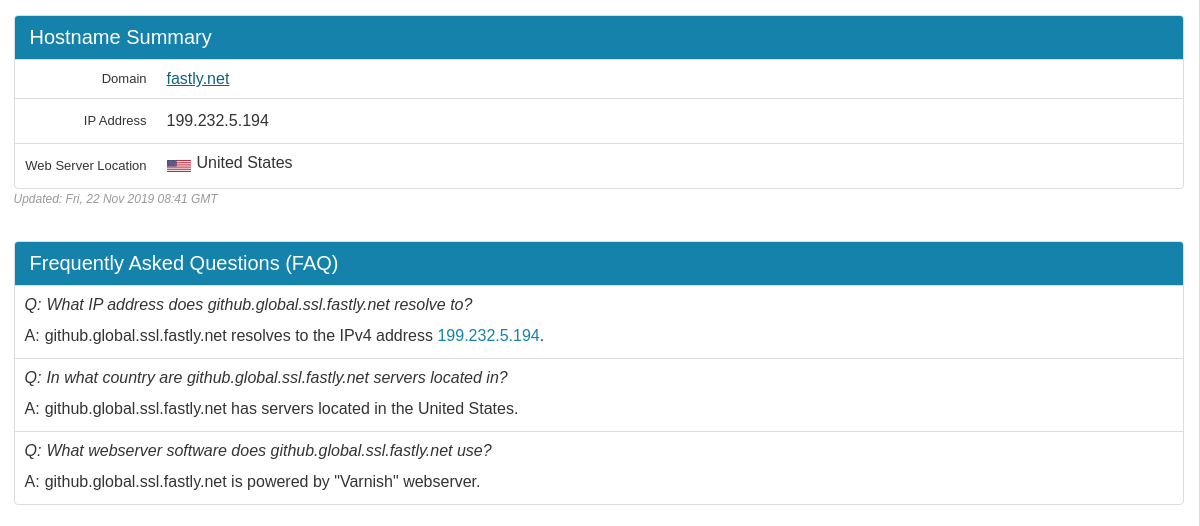 Hostname Summary
Domain fastly.net
IP Address 199.232.5.194
Web Server Location United States
Updated: Fri, 22 Nov 2019 08:41 GMT
Frequently Asked Questions (FAQ)
Q: What IP address does github.global.ssl.fastly.net resolve to?
A: github.global.ssl.fastly.net resolves to the IPv4 address 199.232.5.194.
Q: In what country are github.global.ssl.fastly.net servers located in?
A: github.global.ssl.fastly.net has servers located in the United States.
Q: What webserver software does github.global.ssl.fastly.net use?
A: github.global.ssl.fastly.net is powered by "Varnish" webserver.